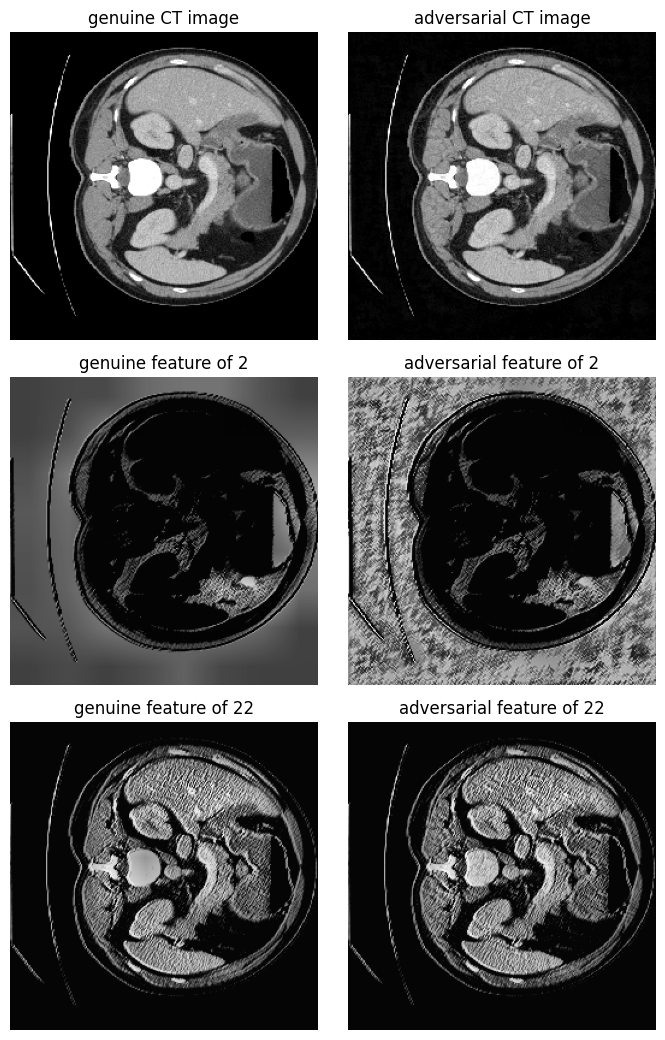 genuine CT image
adversarial CT image
genuine feature of 2
adversarial feature of 2
genuine feature of 22
adversarial feature of 22